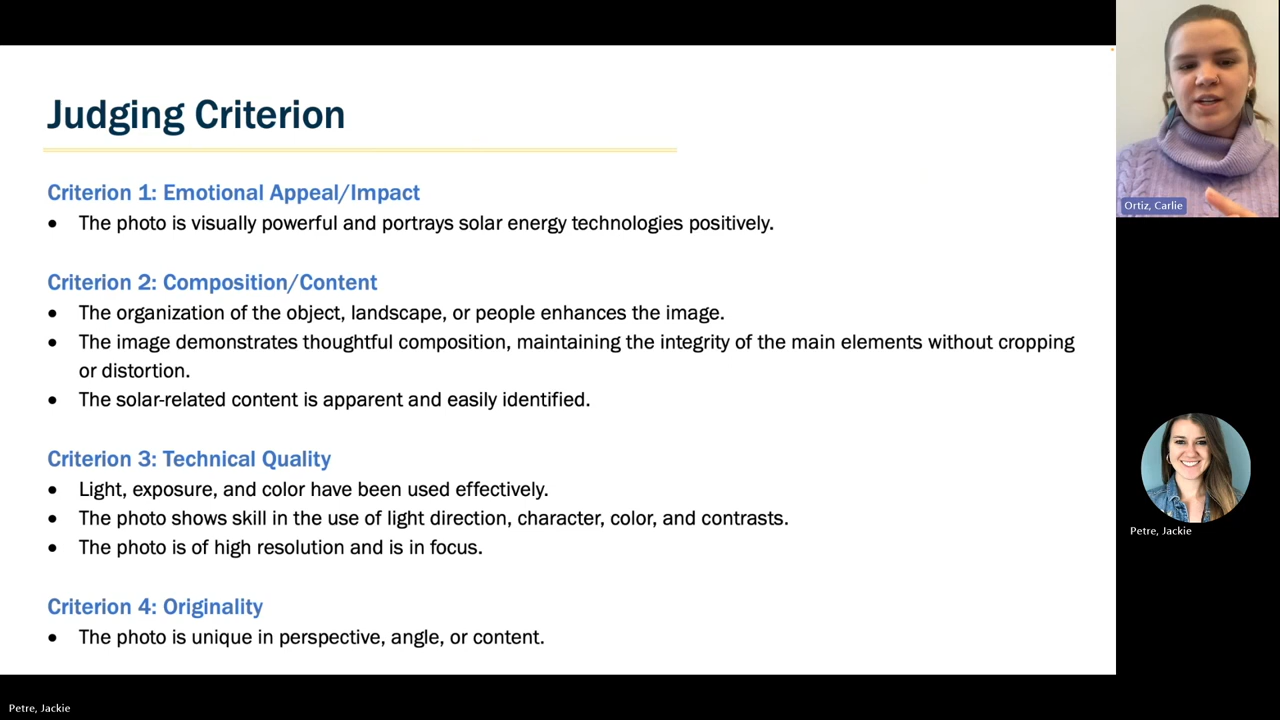 Judging Criterion
Criterion 1: Emotional Appeal/Impact
• The photo is visually powerful and portrays solar energy technologies positively.
Criterion 2: Composition/Content
• The organization of the object, landscape, or people enhances the image.
• The image demonstrates thoughtful composition, maintaining the integrity of the main elements without cropping
or distortion.
• The solar-related content is apparent and easily identified.
Criterion 3: Technical Quality
• Light, exposure, and color have been used effectively.
• The photo shows skill in the use of light direction, character, color, and contrasts.
• The photo is of high resolution and is in focus.
Criterion 4: Originality
• The photo is unique in perspective, angle, or content.
Ortiz, Carlie
Petre, Jackie
Petre, Jackie